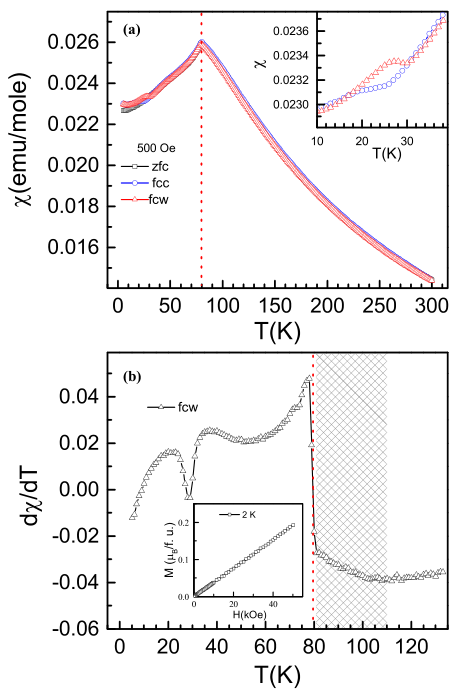 (a)
0.026
0.024
0.022
0.020
0.018
0.016
χ(emu/mole)
500 Oe
zfc
fcc
fcw
0 50 100 150 200 250 300
T(K)
0.0236
0.0233
0.0231
0.0230
χ
10 20 30
T(K)
(b)
fcw
0.04
0.02
0.00
-0.02
-0.04
-0.06
dχ/dT
2 K
0.2
0.1
0.0
M (μB/f. u.)
0 20 40
H(kOe)
0 20 40 60 80 100 120
T(K)